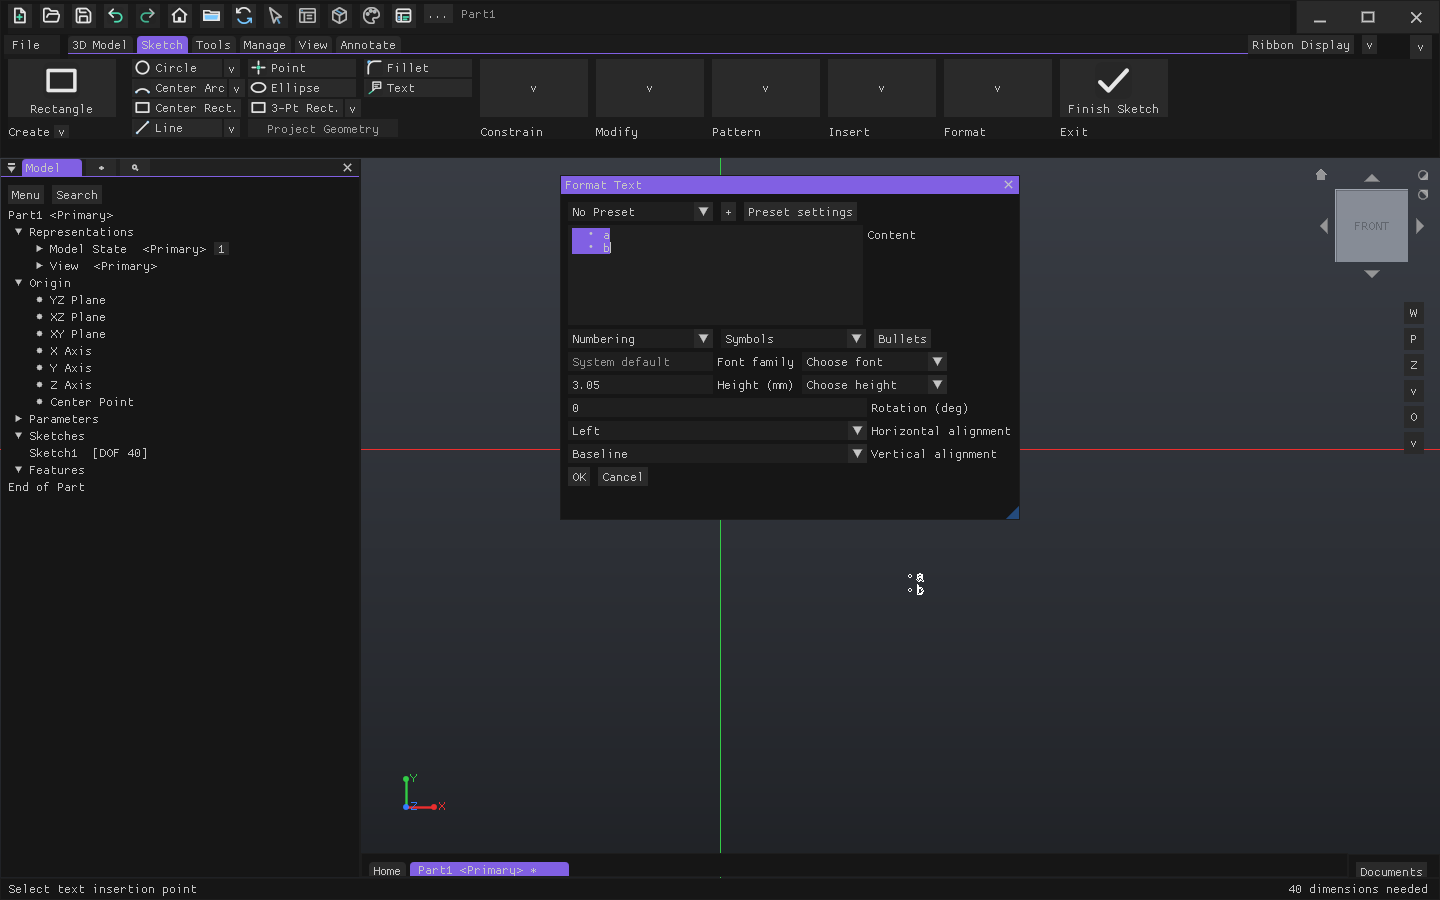 ... Part1
File 3D Model Sketch Tools Manage View Annotate Ribbon Display v v
Rectangle
Create v
Circle v
Center Arc v
Center Rect.
Line v
Point
Ellipse
3-Pt Rect. v
Project Geometry
Fillet
Text
v
Constrain
v
Modify
v
Pattern
v
Insert
v
Format
Finish Sketch
Exit
Model
Menu Search
Part1 <Primary>
Representations
Model State <Primary> 1
View <Primary>
Origin
YZ Plane
XZ Plane
XY Plane
X Axis
Y Axis
Z Axis
Center Point
Parameters
Sketches
Sketch1 [DOF 40]
Features
End of Part
Format Text
No Preset + Preset settings
• a
• b
Content
Numbering Symbols Bullets
System default Font family Choose font
3.05 Height (mm) Choose height
0 Rotation (deg)
Left Horizontal alignment
Baseline Vertical alignment
OK Cancel
FRONT
W
P
Z
v
O
v
a
b
Y
Z X
Home Part1 <Primary> * Documents
Select text insertion point 40 dimensions needed